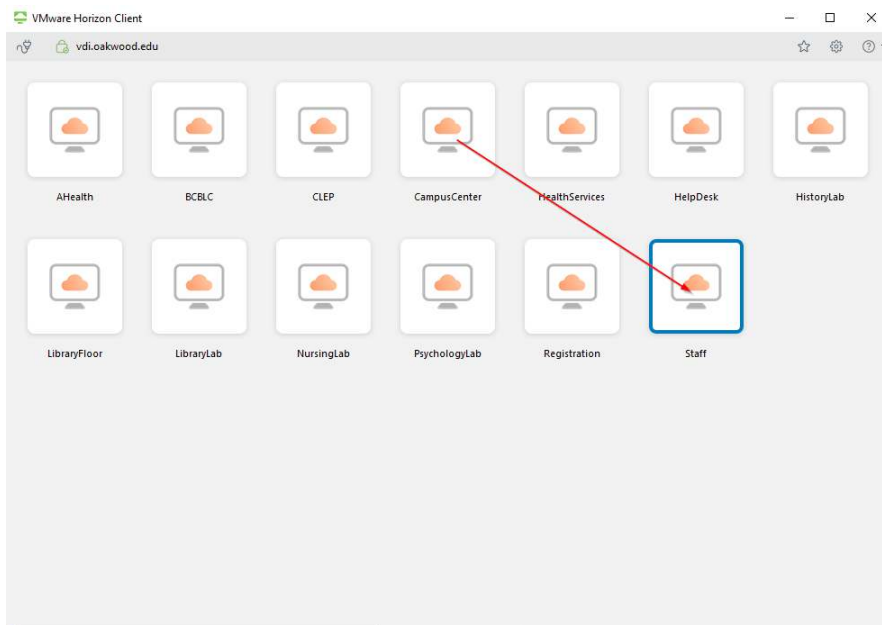 VMware Horizon Client
vdi.oakwood.edu
AHealth BCBLC CLEP CampusCenter HealthServices HelpDesk HistoryLab
LibraryFloor LibraryLab NursingLab PsychologyLab Registration Staff